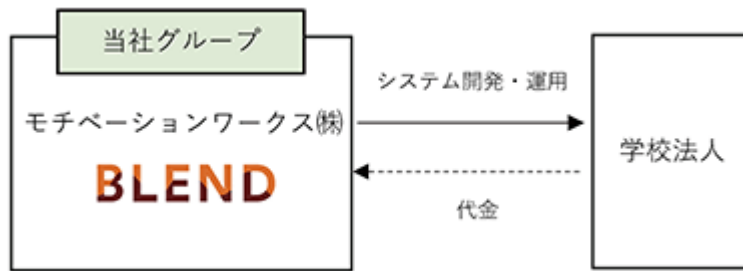 当社グループ
モチベーションワークス㈱
BLEND
システム開発・運用
代金
学校法人